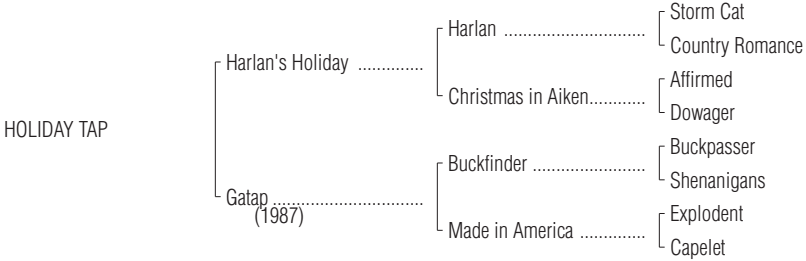 Storm Cat
Harlan ..............................
Country Romance
Harlan's Holiday ..............
Affirmed
Christmas in Aiken............
Dowager
HOLIDAY TAP
Buckpasser
Buckfinder ........................
Shenanigans
Gatap ................................
(1987)
Explodent
Made in America ..............
Capelet